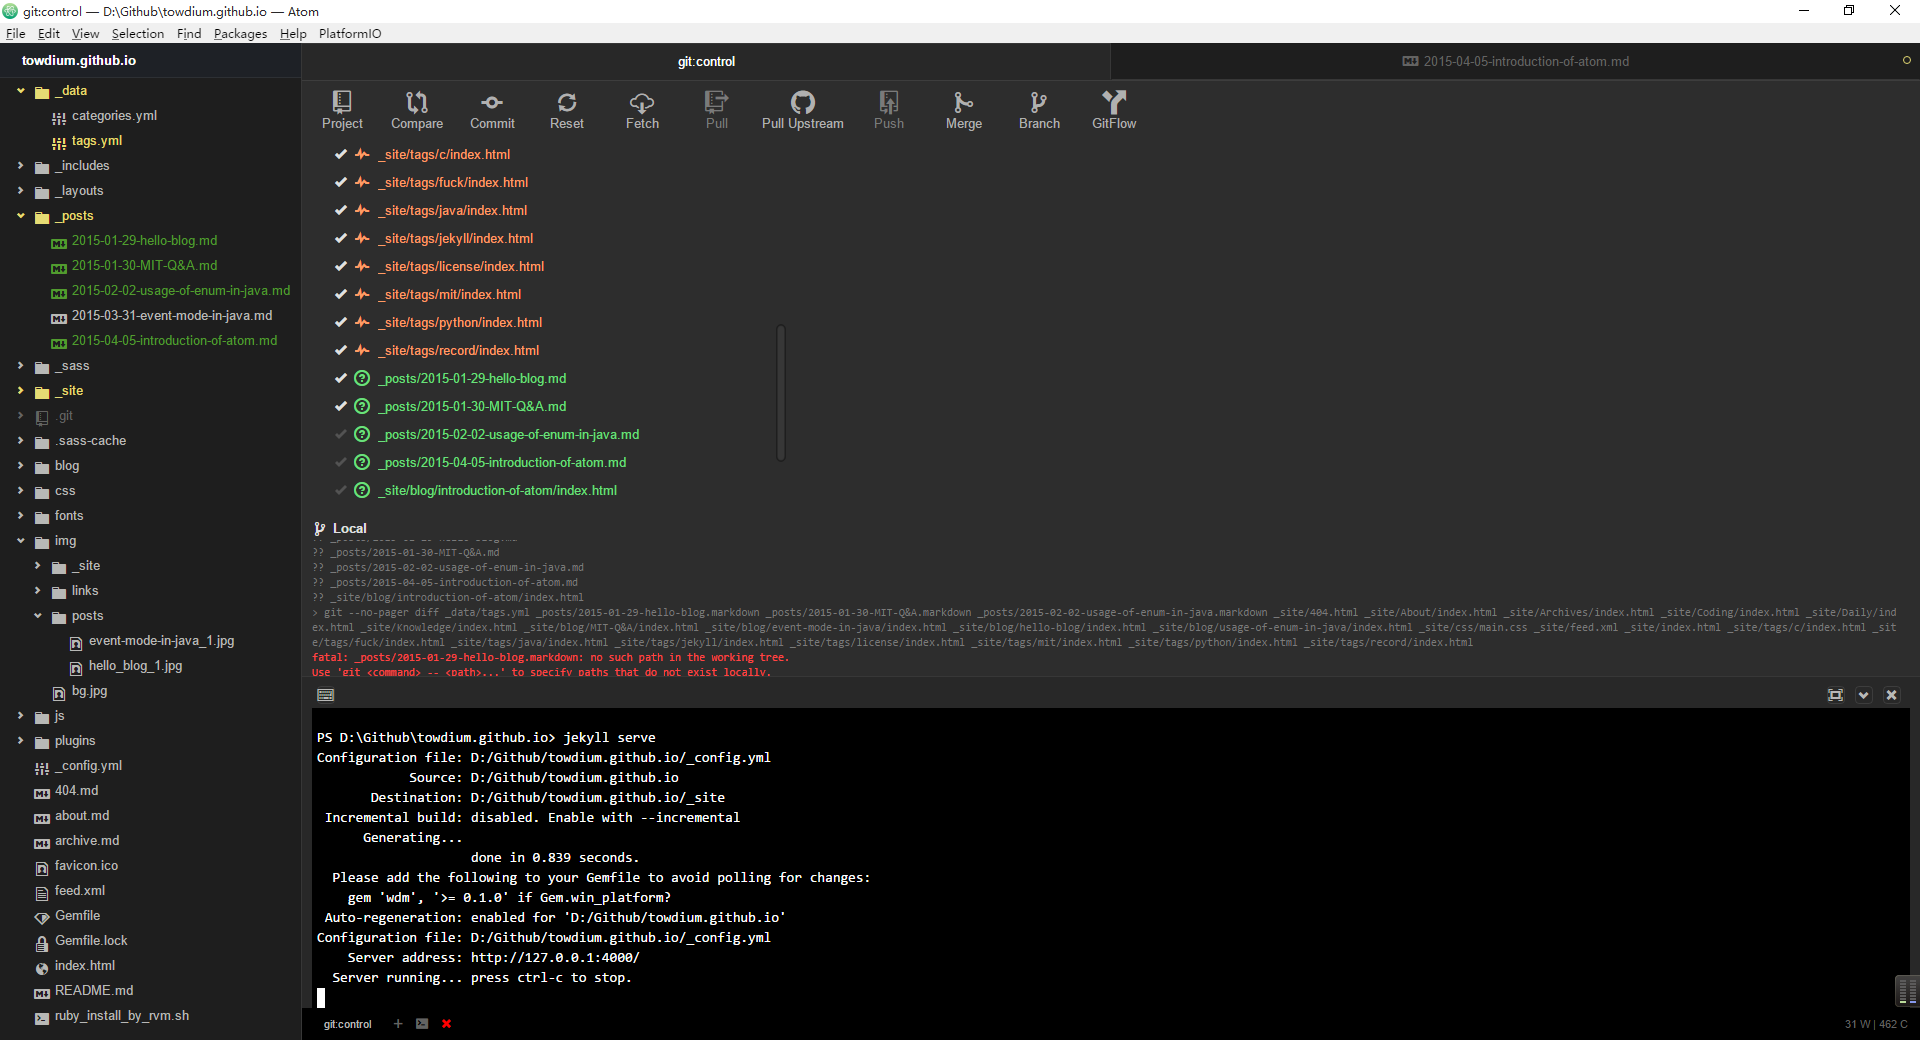 git:control — D:\Github\towdium.github.io — Atom
File Edit View Selection Find Packages Help PlatformIO
towdium.github.io
_data
categories.yml
tags.yml
_includes
_layouts
_posts
2015-01-29-hello-blog.md
2015-01-30-MIT-Q&A.md
2015-02-02-usage-of-enum-in-java.md
2015-03-31-event-mode-in-java.md
2015-04-05-introduction-of-atom.md
_sass
_site
.git
.sass-cache
blog
css
fonts
img
_site
links
posts
event-mode-in-java_1.jpg
hello_blog_1.jpg
bg.jpg
js
plugins
_config.yml
404.md
about.md
archive.md
favicon.ico
feed.xml
Gemfile
Gemfile.lock
index.html
README.md
ruby_install_by_rvm.sh
git:control
2015-04-05-introduction-of-atom.md
Project Compare Commit Reset Fetch Pull Pull Upstream Push Merge Branch GitFlow
_site/tags/c/index.html
_site/tags/fuck/index.html
_site/tags/java/index.html
_site/tags/jekyll/index.html
_site/tags/license/index.html
_site/tags/mit/index.html
_site/tags/python/index.html
_site/tags/record/index.html
_posts/2015-01-29-hello-blog.md
_posts/2015-01-30-MIT-Q&A.md
_posts/2015-02-02-usage-of-enum-in-java.md
_posts/2015-04-05-introduction-of-atom.md
_site/blog/introduction-of-atom/index.html
Local
?? _posts/2015-01-30-MIT-Q&A.md
?? _posts/2015-02-02-usage-of-enum-in-java.md
?? _posts/2015-04-05-introduction-of-atom.md
?? _site/blog/introduction-of-atom/index.html
> git --no-pager diff _data/tags.yml _posts/2015-01-29-hello-blog.markdown _posts/2015-01-30-MIT-Q&A.markdown _posts/2015-02-02-usage-of-enum-in-java.markdown _site/404.html _site/About/index.html _site/Archives/index.html _site/Coding/index.html _site/Daily/ind
ex.html _site/Knowledge/index.html _site/blog/MIT-Q&A/index.html _site/blog/event-mode-in-java/index.html _site/blog/hello-blog/index.html _site/blog/usage-of-enum-in-java/index.html _site/css/main.css _site/feed.xml _site/index.html _site/tags/c/index.html _sit
e/tags/fuck/index.html _site/tags/java/index.html _site/tags/jekyll/index.html _site/tags/license/index.html _site/tags/mit/index.html _site/tags/python/index.html _site/tags/record/index.html
fatal: _posts/2015-01-29-hello-blog.markdown: no such path in the working tree.
Use 'git <command> -- <path>...' to specify paths that do not exist locally.
PS D:\Github\towdium.github.io> jekyll serve
Configuration file: D:/Github/towdium.github.io/_config.yml
Source: D:/Github/towdium.github.io
Destination: D:/Github/towdium.github.io/_site
Incremental build: disabled. Enable with --incremental
Generating...
done in 0.839 seconds.
Please add the following to your Gemfile to avoid polling for changes:
gem 'wdm', '>= 0.1.0' if Gem.win_platform?
Auto-regeneration: enabled for 'D:/Github/towdium.github.io'
Configuration file: D:/Github/towdium.github.io/_config.yml
Server address: http://127.0.0.1:4000/
Server running... press ctrl-c to stop.
git:control
31 W | 462 C